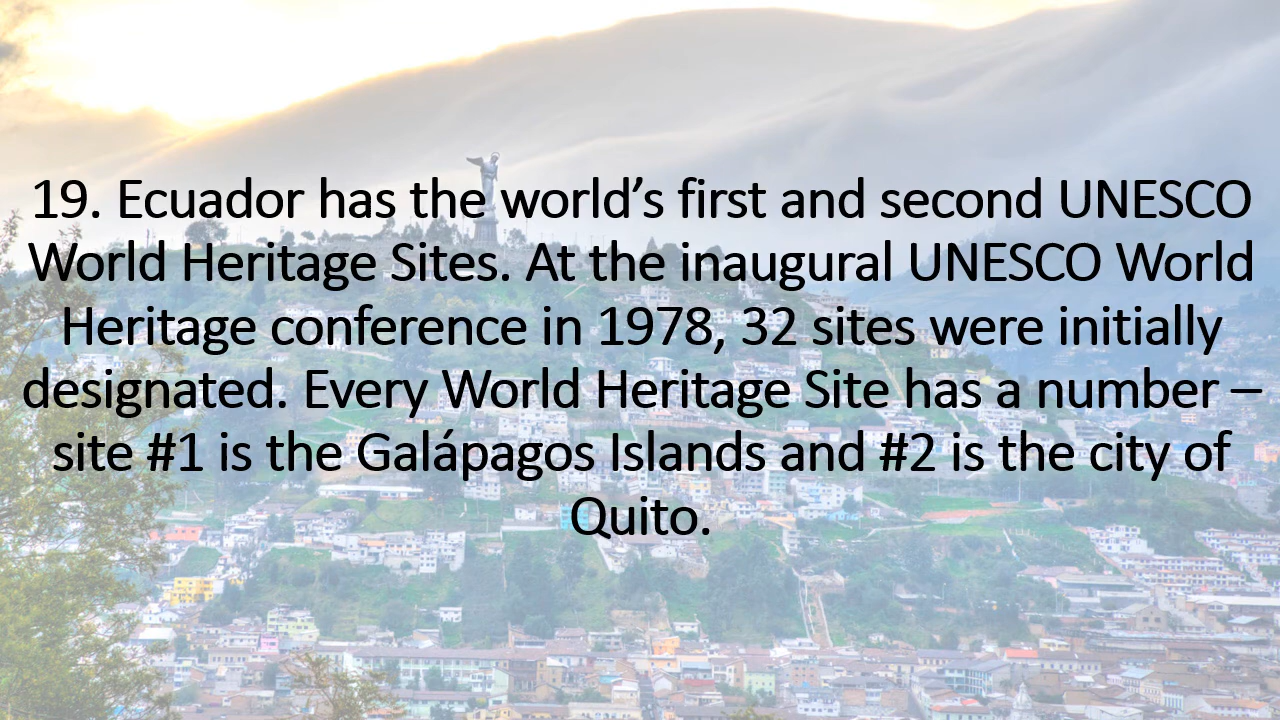 19. Ecuador has the world’s first and second UNESCO
World Heritage Sites. At the inaugural UNESCO World
Heritage conference in 1978, 32 sites were initially
designated. Every World Heritage Site has a number –
site #1 is the Galápagos Islands and #2 is the city of
Quito.